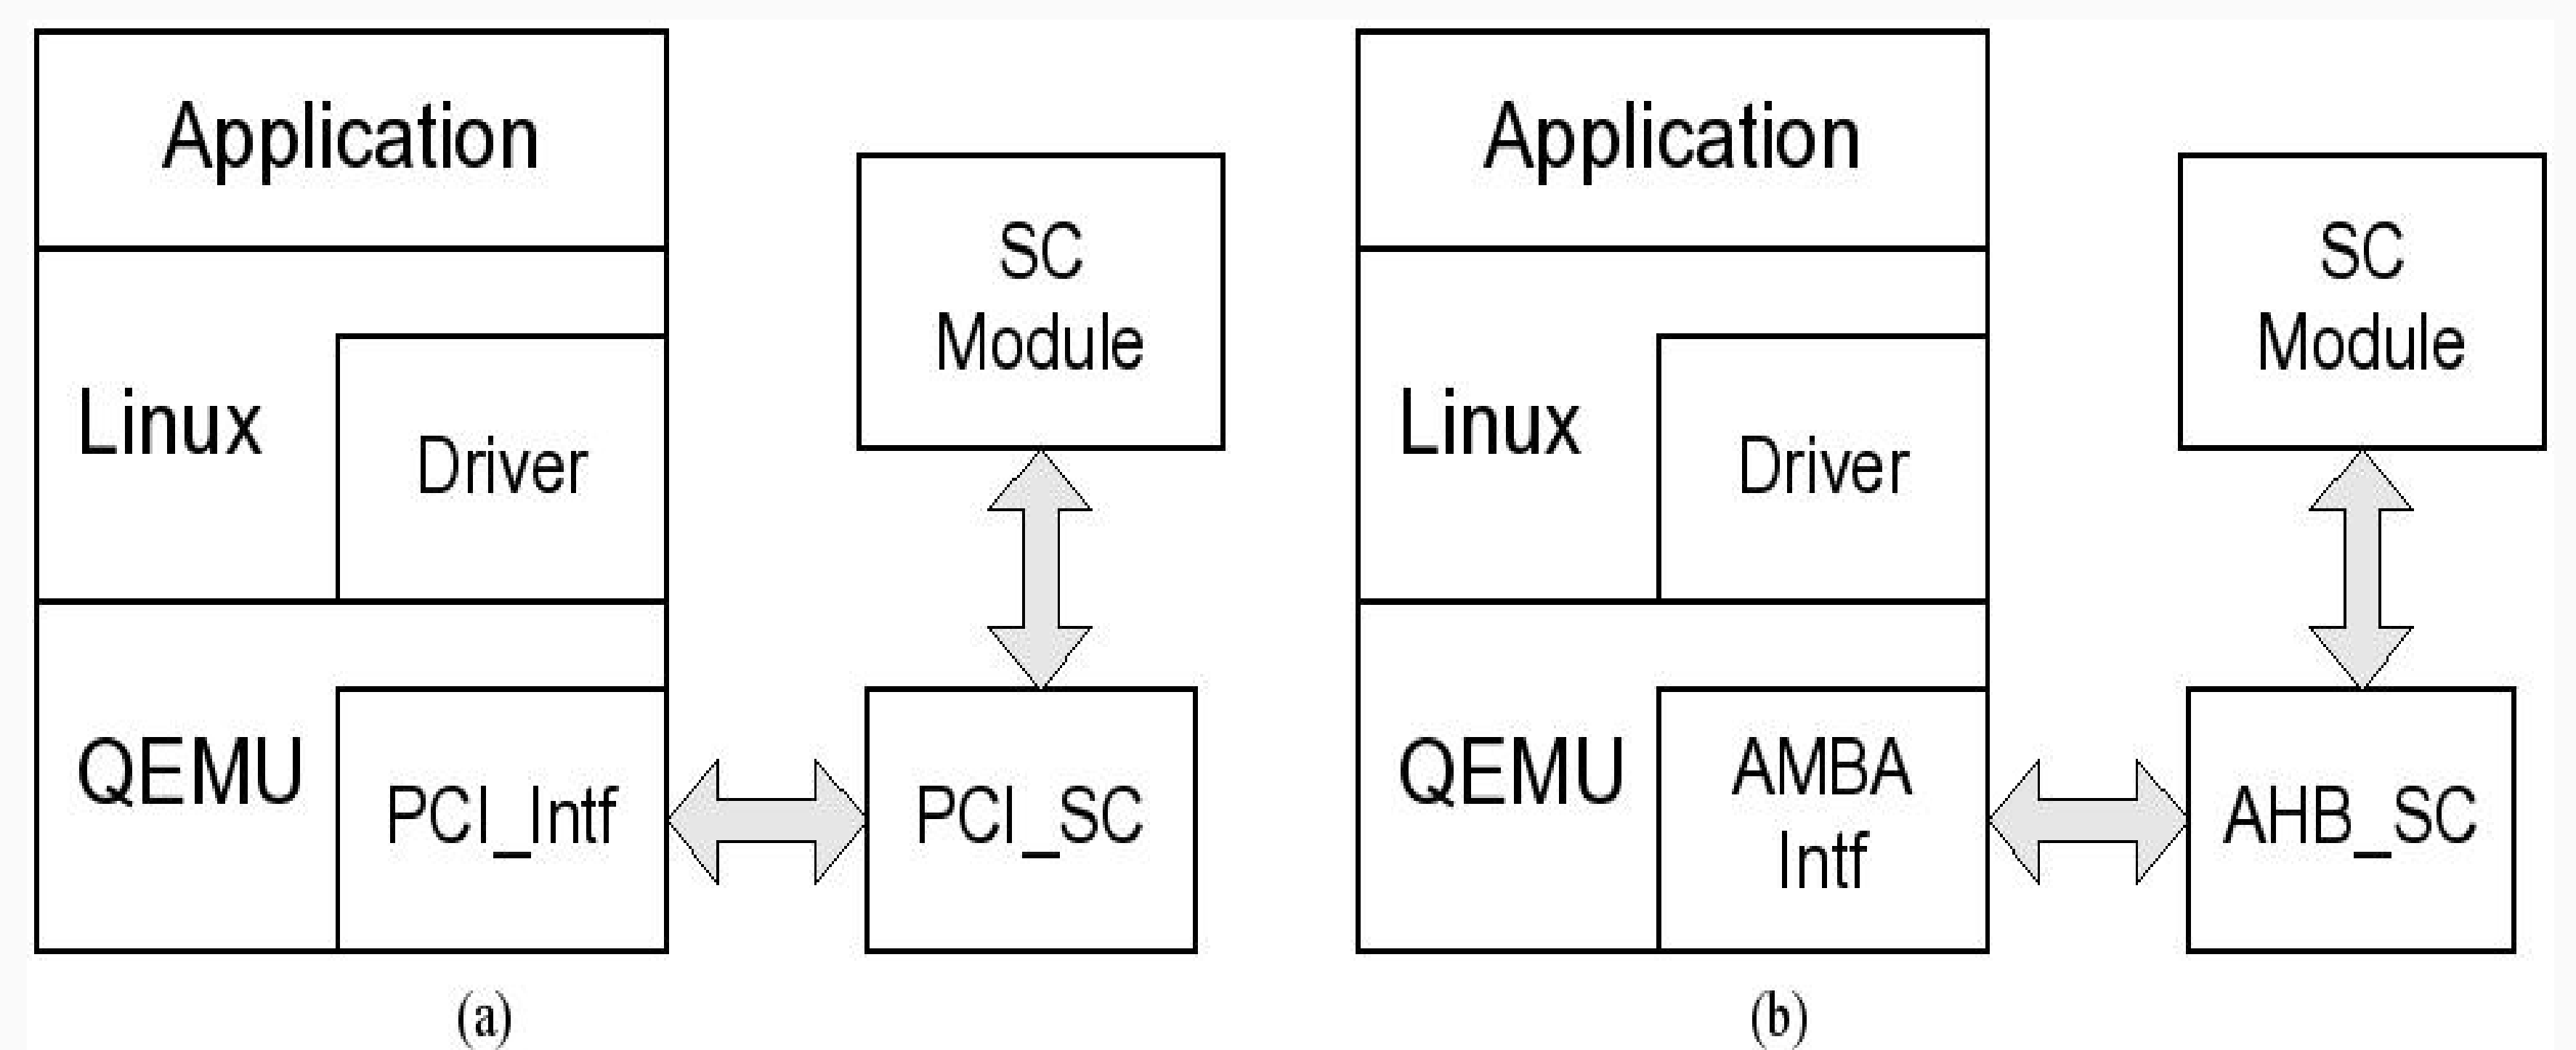 Application
SC
Module
Linux
Driver
QEMU
PCI_Intf
PCI_SC
(a)
Application
SC
Module
Linux
Driver
QEMU
AMBA
Intf
AHB_SC
(b)